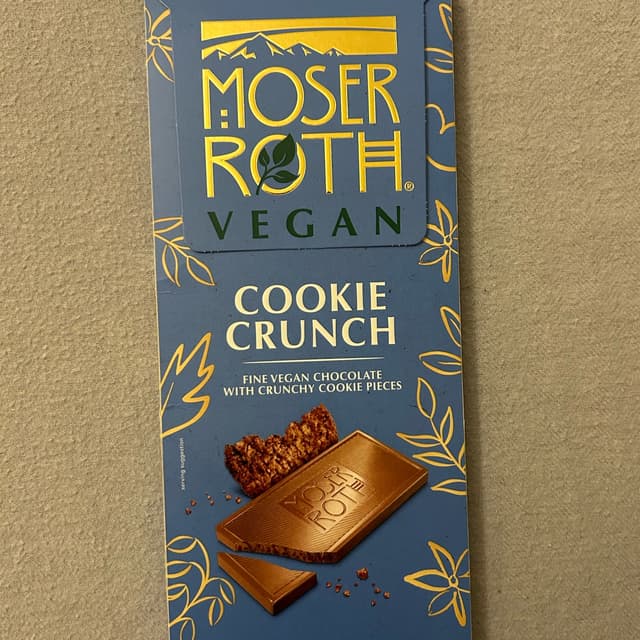 MOSER
ROTH®
VEGAN
COOKIE
CRUNCH
FINE VEGAN CHOCOLATE
WITH CRUNCHY COOKIE PIECES
serving suggestion
MOSER
ROTH